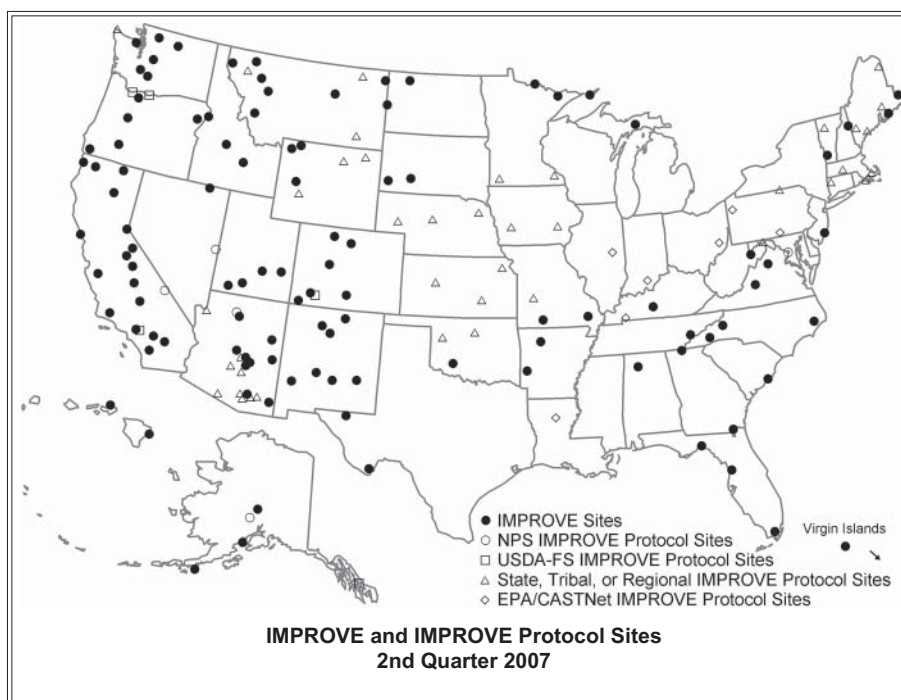 IMPROVE Sites
NPS IMPROVE Protocol Sites
USDA-FS IMPROVE Protocol Sites
State, Tribal, or Regional IMPROVE Protocol Sites
EPA/CASTNet IMPROVE Protocol Sites
Virgin Islands
IMPROVE and IMPROVE Protocol Sites
2nd Quarter 2007